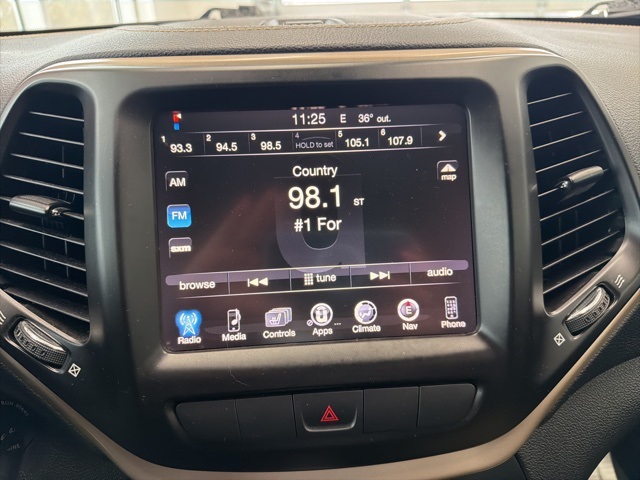 11:25 E 36° out.
1 93.3 2 94.5 3 98.5 4 HOLD to set 5 105.1 6 107.9
Country
AM 98.1 ST map
FM #1 For
sxm
browse tune audio
Radio Media Controls Apps Climate Nav Phone